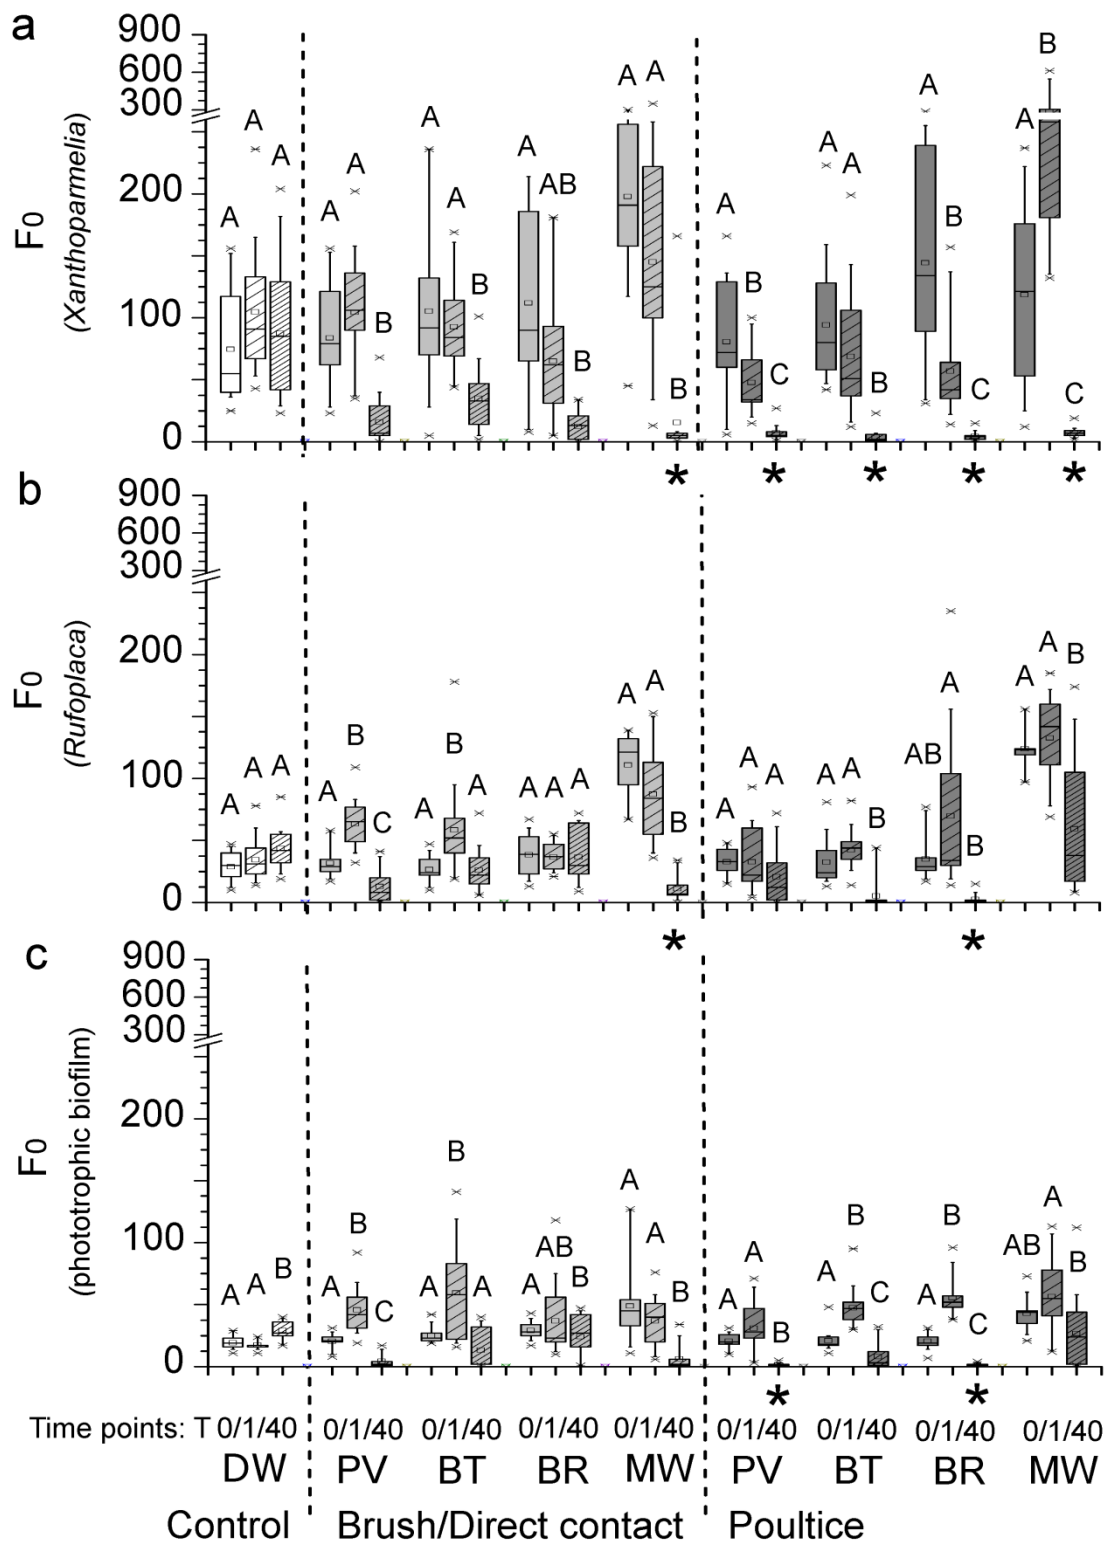 a
900
600
300
200
100
0
F0
(Xanthoparmelia)
A A A A A B A A B A AB B A A B A B C A A B A B C A B C
* * * * *
b
900
600
300
200
100
0
F0
(Rufoplaca)
A A A A B C A B A A A A A A B A A A A A B AB A B A A B
* *
c
900
600
300
200
100
0
F0
(phototrophic biofilm)
A A B A B C A B A A AB B A A B A A B A B C A B C AB A B
* *
Time points: T 0/1/40 0/1/40 0/1/40 0/1/40 0/1/40 0/1/40 0/1/40 0/1/40 0/1/40
DW PV BT BR MW PV BT BR MW
Control Brush/Direct contact Poultice